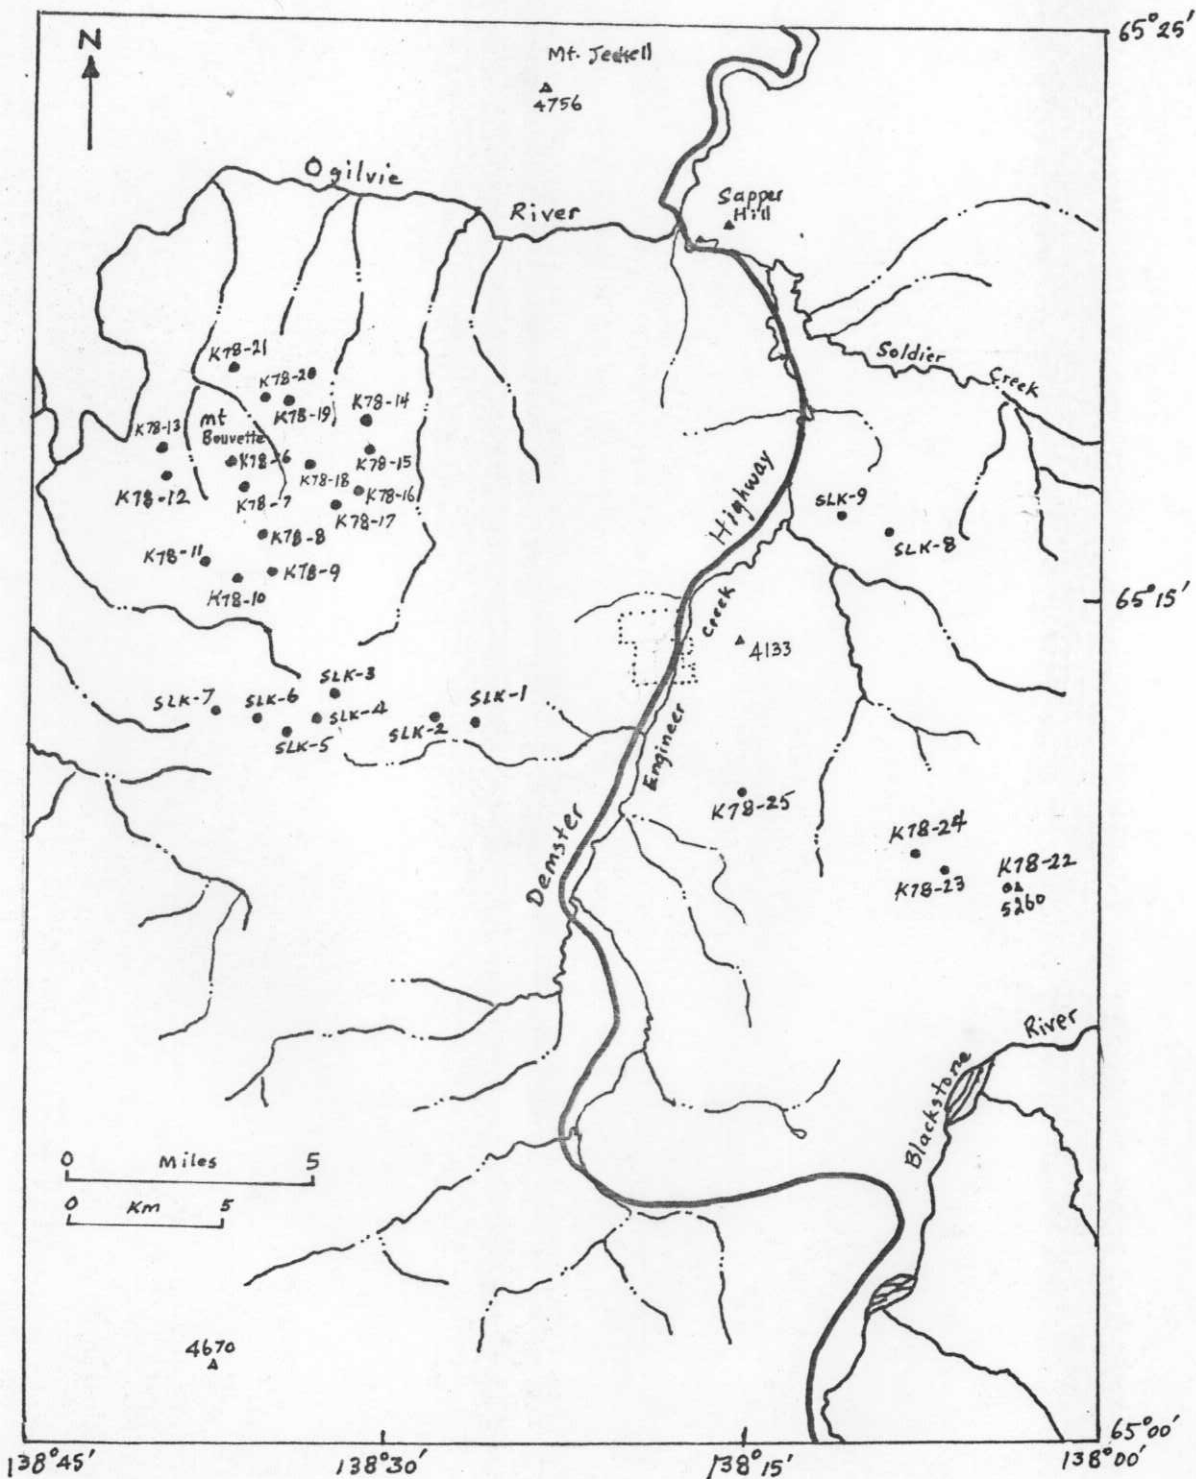 65°25'
N
Mt. Jeckell
4756
Ogilvie
River
Sapper
Hill
Soldier
Creek
K78-21
K78-20
K78-19
K78-14
K78-13
mt
Bouvette
K78-6
K78-15
K78-12
K78-18
K78-16
K78-7
K78-17
K78-8
K78-11
K78-9
K78-10
Highway
SLK-9
SLK-8
65°15'
Creek
4133
SLK-3
SLK-7
SLK-6
SLK-4
SLK-1
SLK-2
SLK-5
Engineer
K78-25
Demster
K78-24
K78-23
K78-22
5260
River
Blackstone
0 Miles 5
0 Km 5
4670
65°00'
138°45'
138°30'
138°15'
138°00'